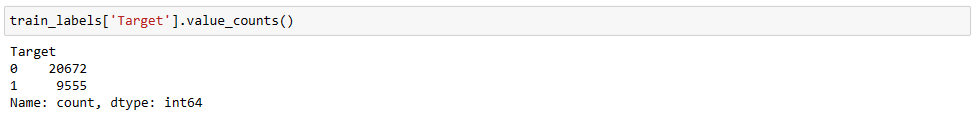 train_labels['Target'].value_counts()
Target
0    20672
1     9555
Name: count, dtype: int64